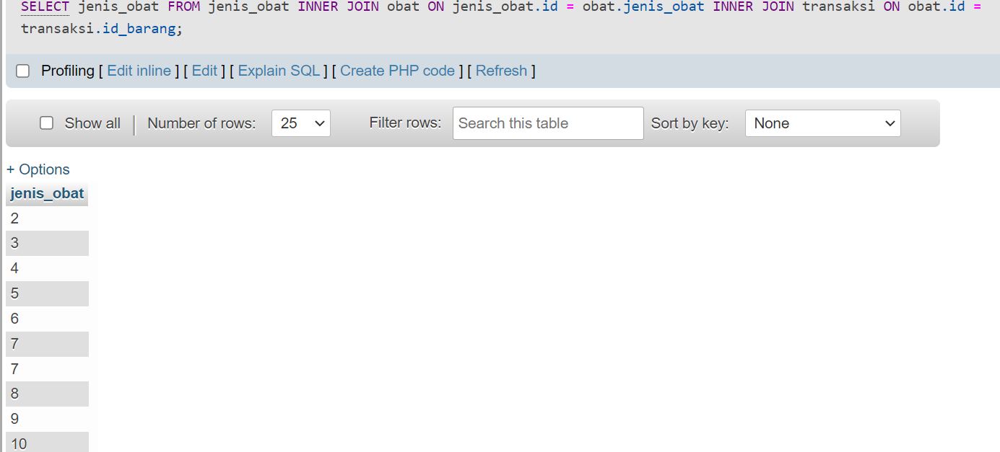 SELECT jenis_obat FROM jenis_obat INNER JOIN obat ON jenis_obat.id = obat.jenis_obat INNER JOIN transaksi ON obat.id =
transaksi.id_barang;
Profiling [ Edit inline ] [ Edit ] [ Explain SQL ] [ Create PHP code ] [ Refresh ]
Show all | Number of rows: 25 Filter rows: Search this table Sort by key: None
+ Options
jenis_obat
2
3
4
5
6
7
7
8
9
10